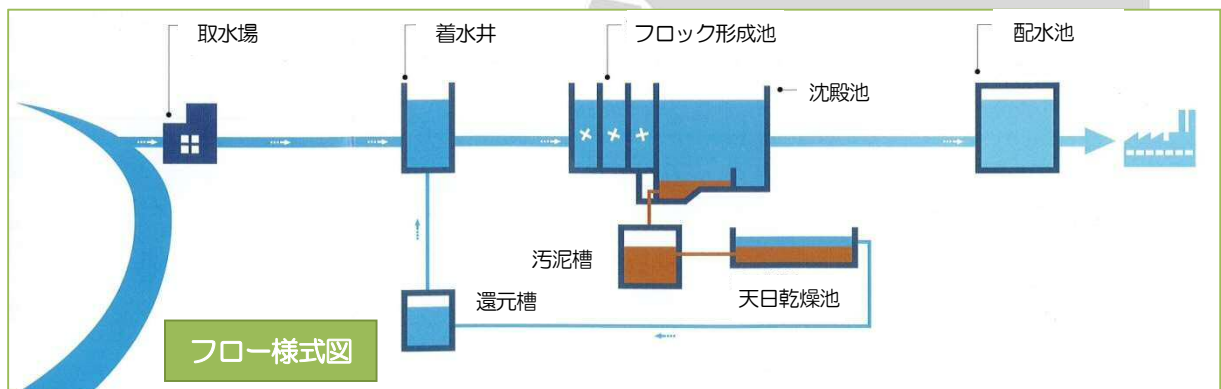 取水場
着水井
フロック形成池
配水池
沈殿池
汚泥槽
天日乾燥池
還元槽
フロー様式図